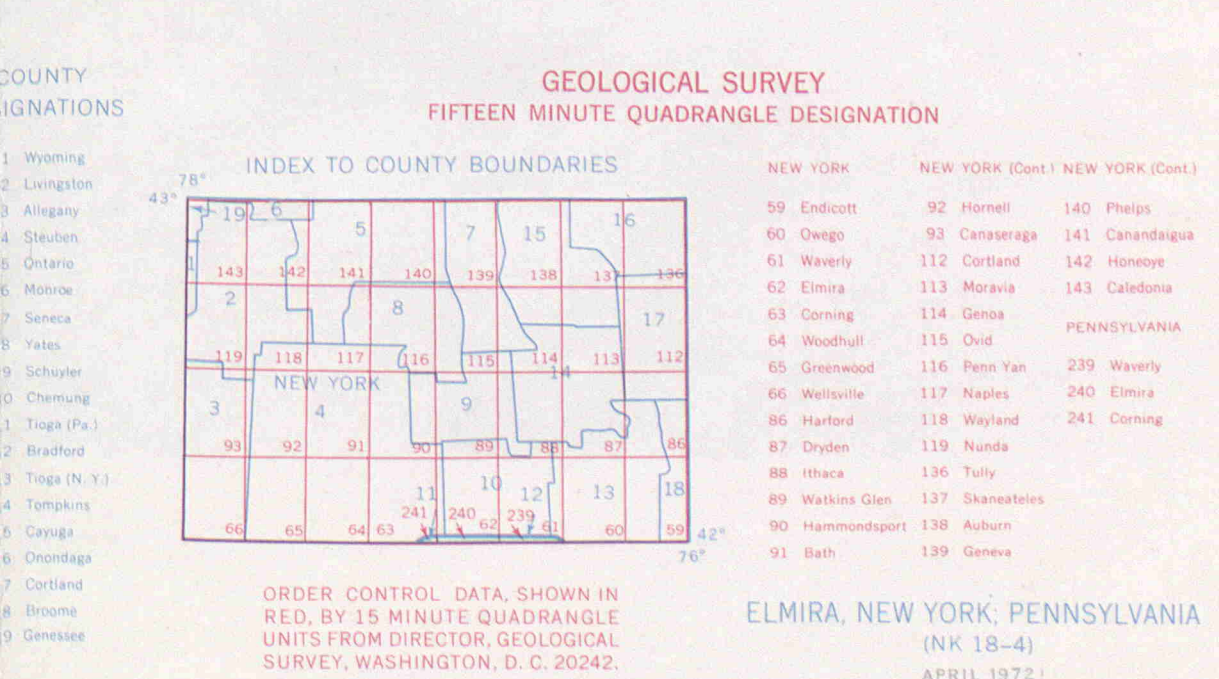 COUNTY
IGNATIONS
1 Wyoming
2 Livingston
3 Allegany
4 Steuben
5 Ontario
6 Monroe
7 Seneca
8 Yates
9 Schuyler
0 Chemung
1 Tioga (Pa.)
2 Bradford
3 Tioga (N. Y.)
4 Tompkins
5 Cayuga
6 Onondaga
7 Cortland
8 Broome
9 Genessee
GEOLOGICAL SURVEY
FIFTEEN MINUTE QUADRANGLE DESIGNATION
INDEX TO COUNTY BOUNDARIES
78°
43°
19 6 5 7 15 16
1 143 142 141 140 139 138 137 136
2 8 17
119 118 117 116 115 114 113 112
14
NEW YORK
3 4 9
93 92 91 90 89 88 87 86
11 10 12 13 18
241 240 239
66 65 64 63 62 61 60 59
42°
76°
ORDER CONTROL DATA, SHOWN IN
RED, BY 15 MINUTE QUADRANGLE
UNITS FROM DIRECTOR, GEOLOGICAL
SURVEY, WASHINGTON, D. C. 20242.
NEW YORK
59 Endicott
60 Owego
61 Waverly
62 Elmira
63 Corning
64 Woodhull
65 Greenwood
66 Wellsville
86 Harford
87 Dryden
88 Ithaca
89 Watkins Glen
90 Hammondsport
91 Bath
NEW YORK (Cont.)
92 Hornell
93 Canaseraga
112 Cortland
113 Moravia
114 Genoa
115 Ovid
116 Penn Yan
117 Naples
118 Wayland
119 Nunda
136 Tully
137 Skaneateles
138 Auburn
139 Geneva
NEW YORK (Cont.)
140 Phelps
141 Canandaigua
142 Honeoye
143 Caledonia
PENNSYLVANIA
239 Waverly
240 Elmira
241 Corning
ELMIRA, NEW YORK; PENNSYLVANIA
(NK 18–4)
APRIL 1972